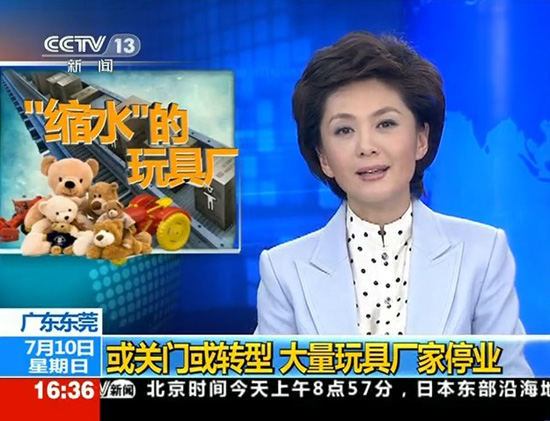 CCTV 13
新闻
"缩水"的
玩具厂
广东东莞
7月10日
星期日
或关门或转型 大量玩具厂家停业
16:36
新闻 北京时间今天上午8点57分，日本东部沿海地